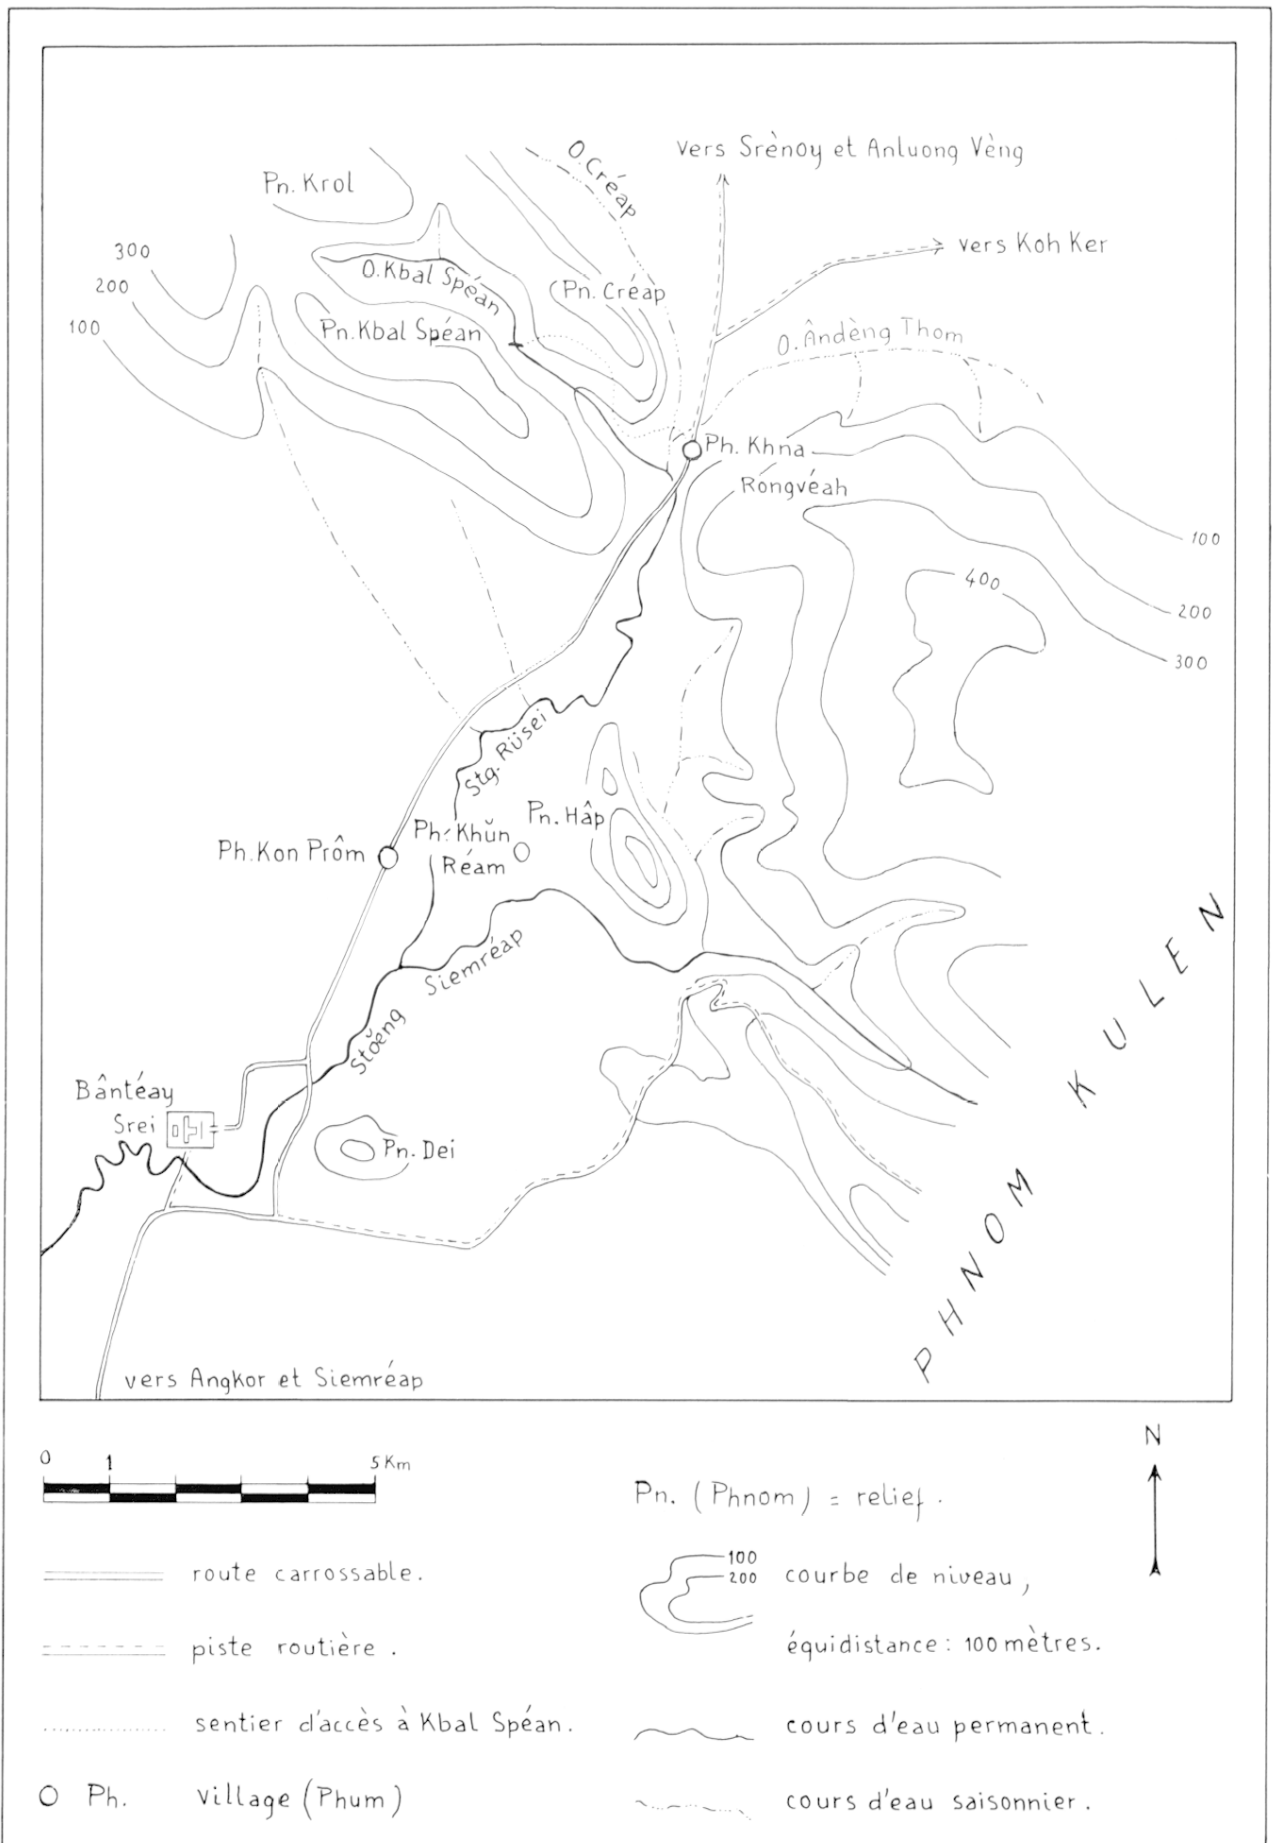 vers Srènoy et Anluong Vèng
O. Créap
Pn. Krol
vers Koh Ker
300
O. Kbal Spéan
200
Pn. Créap
100
Pn. Kbal Spéan
O. Ândèng Thom
Ph. Khna
Rongvéah
100
400
200
300
Stg. Rüsei
Pn. Hâp
Ph. Khŭn
Réam
Ph. Kon Prôm
Siemréap
Stŏĕng
PHNOM KULEN
Bântéay
Srei
Pn. Dei
vers Angkor et Siemréap
0 1 5 Km
N
Pn. (Phnom) = relief.
route carrossable.
100
200
courbe de niveau,
équidistance : 100 mètres.
piste routière.
sentier d'accès à Kbal Spéan.
cours d'eau permanent.
Ph. village (Phum)
cours d'eau saisonnier.